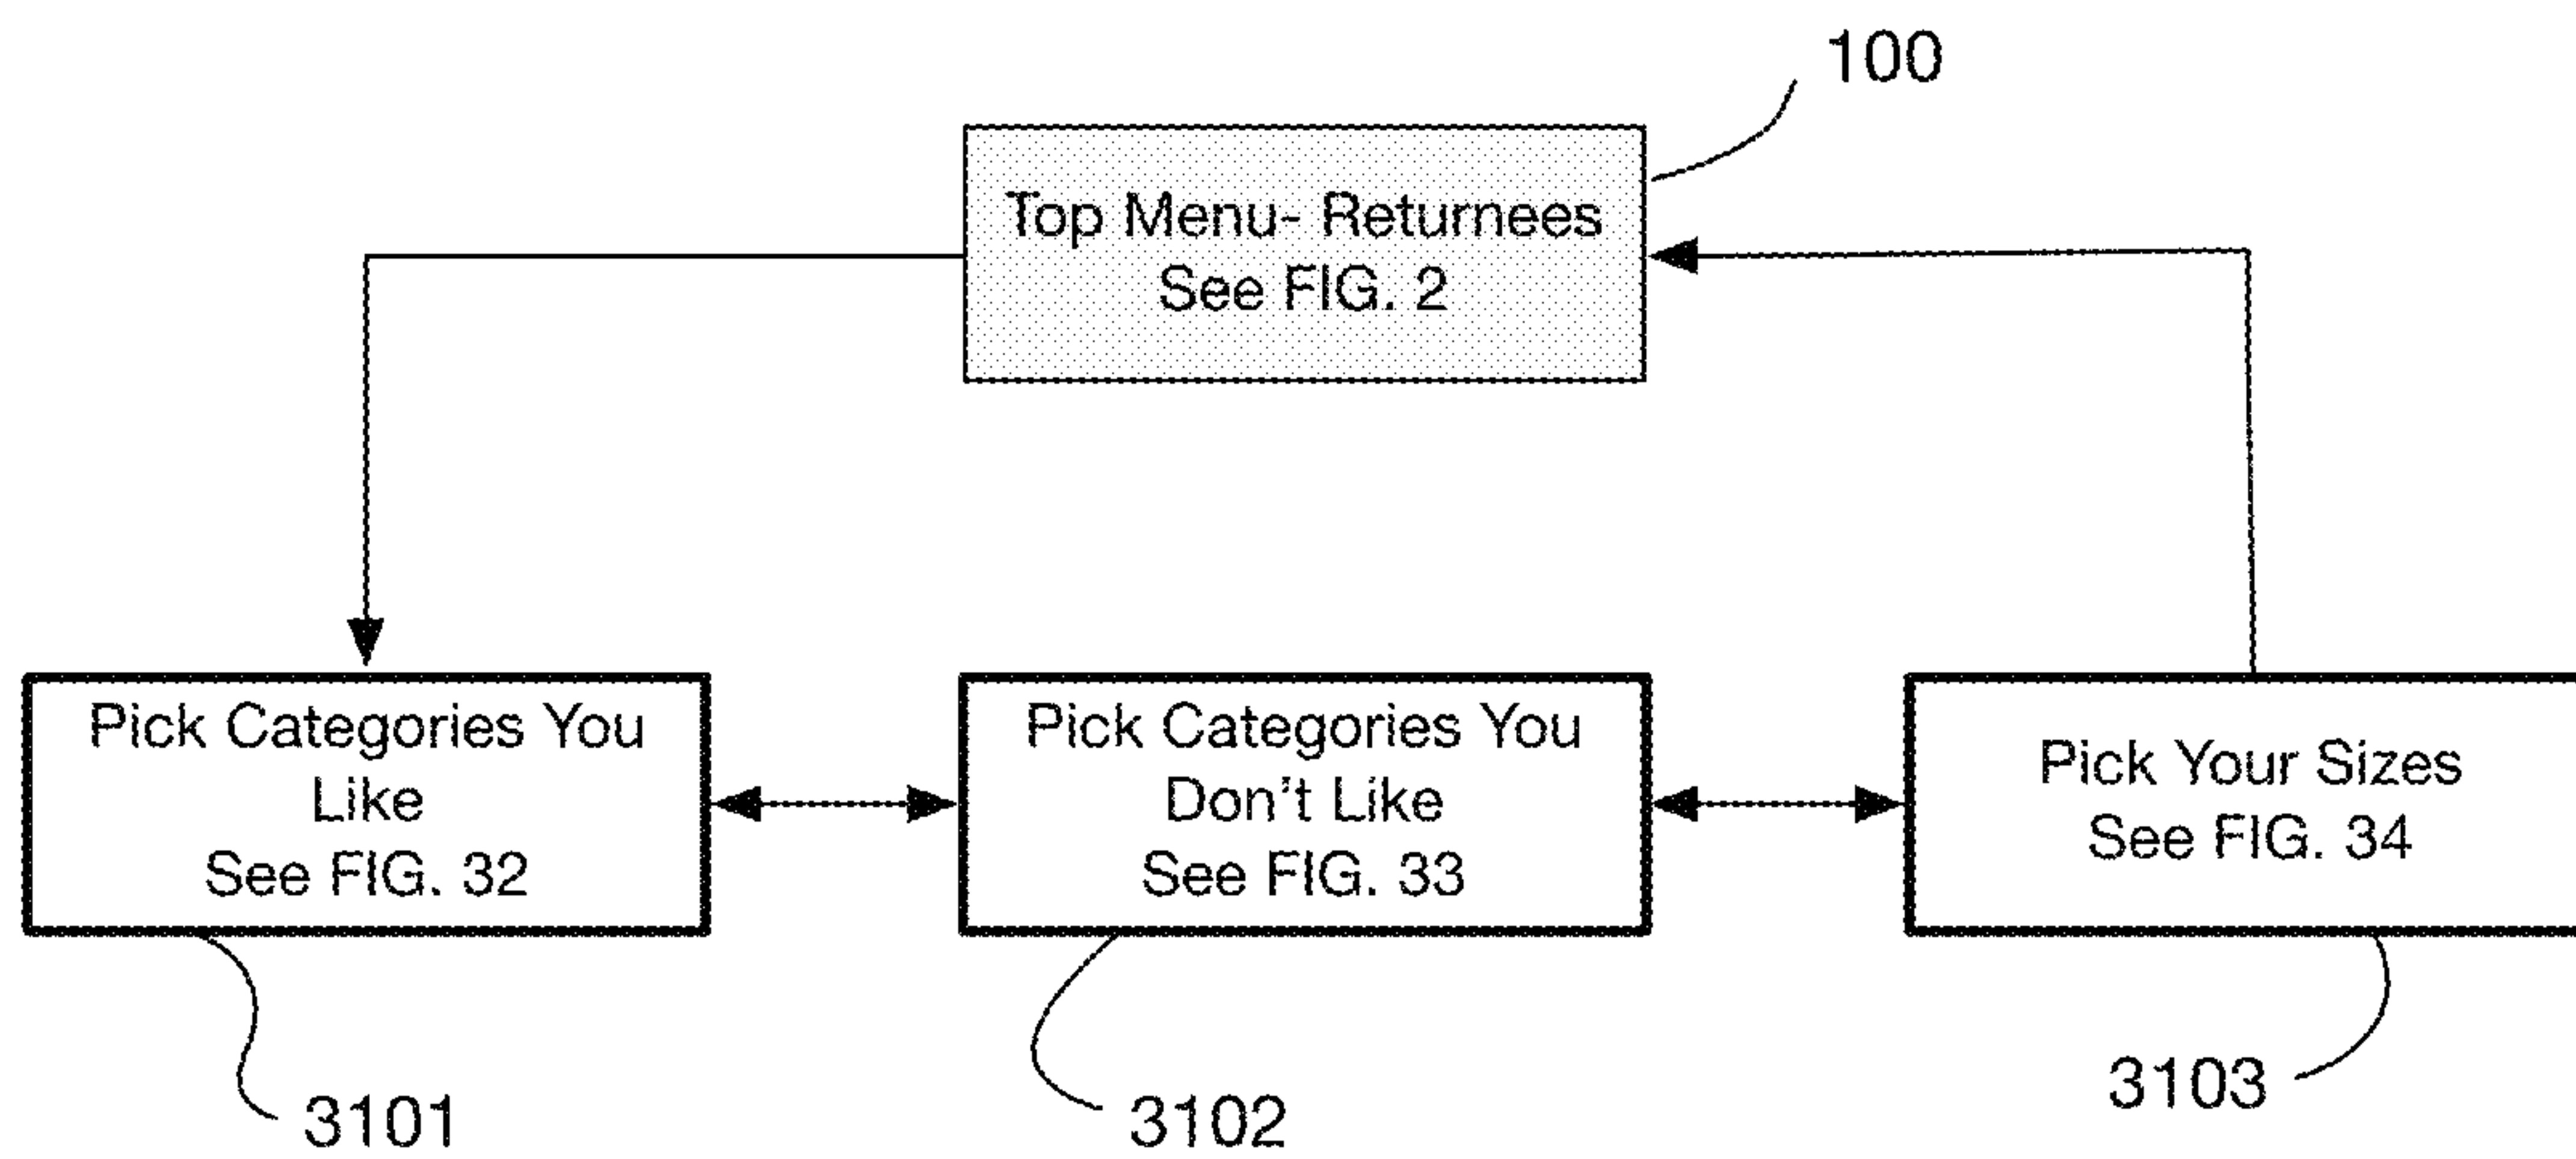 100
Top Menu- Returnees
See FIG. 2
Pick Categories You
Like
See FIG. 32
Pick Categories You
Don't Like
See FIG. 33
Pick Your Sizes
See FIG. 34
3101
3102
3103